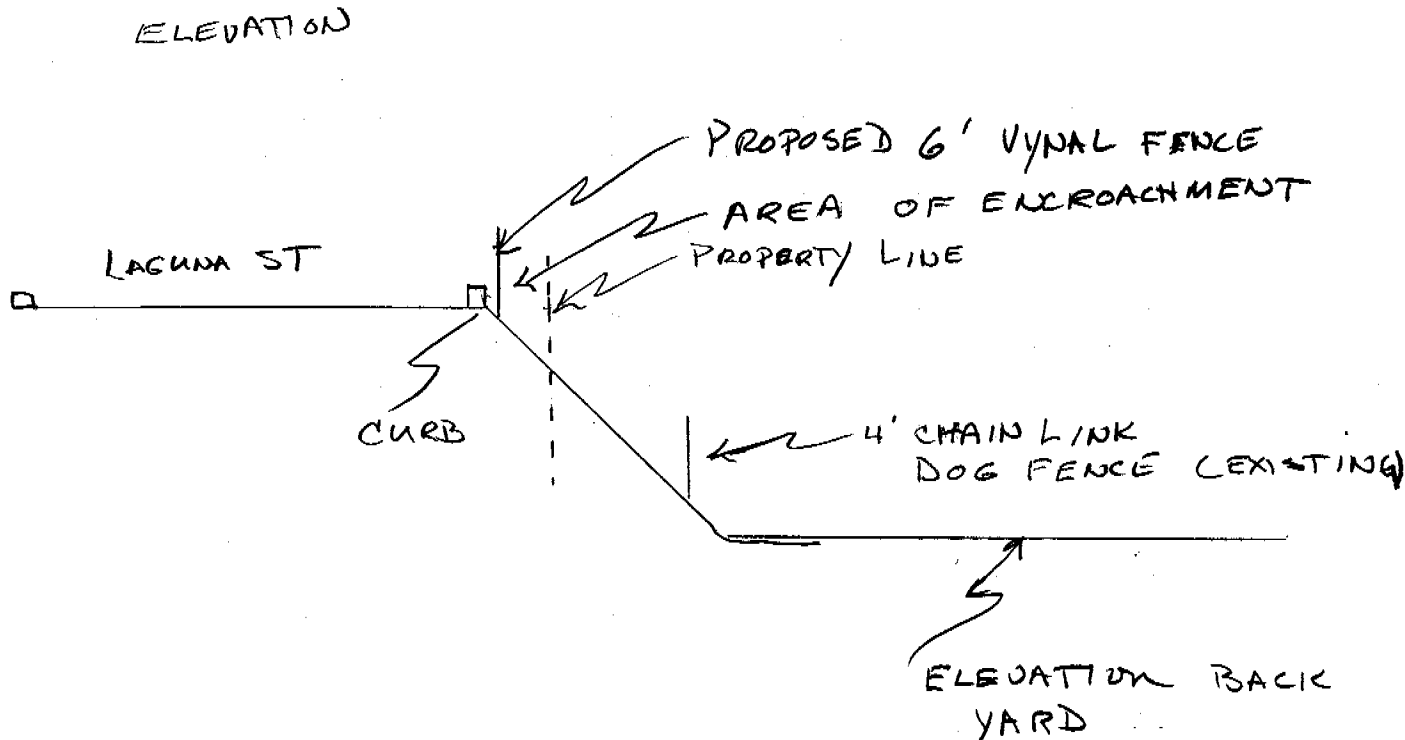 ELEVATION
PROPOSED 6' VYNAL FENCE
AREA OF ENCROACHMENT
PROPERTY LINE
LAGUNA ST
CURB
4' CHAIN LINK
DOG FENCE (EXISTING)
ELEVATION BACK
YARD